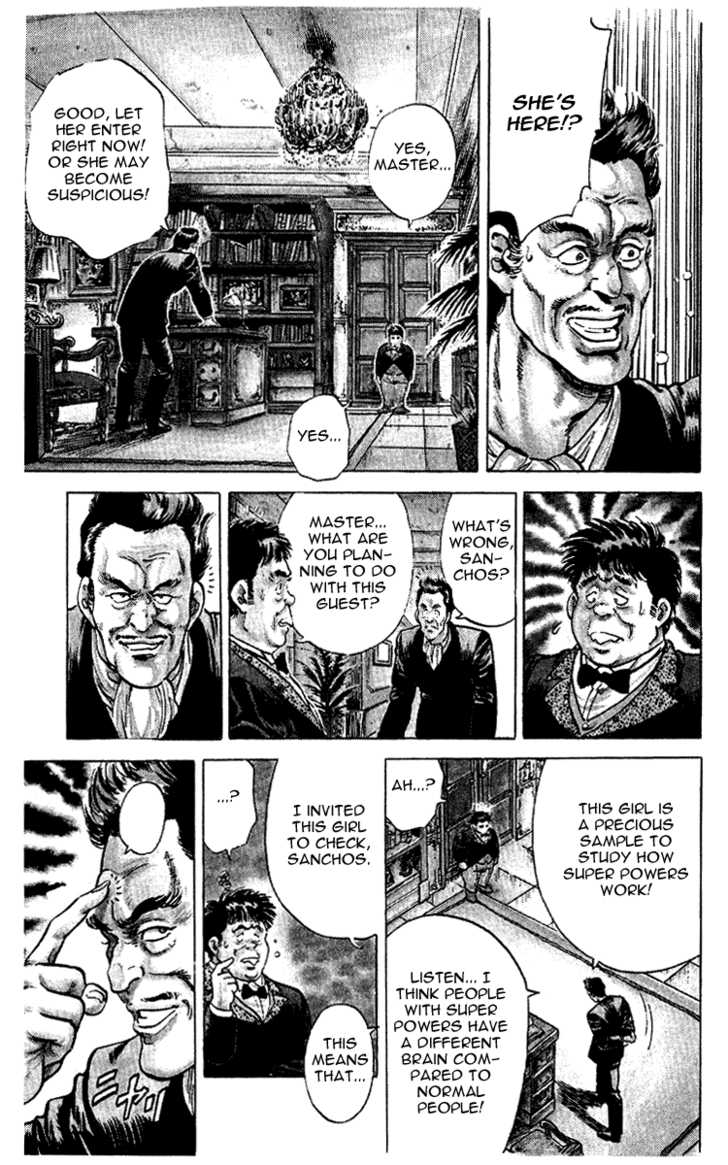 SHE'S
HERE!?
YES,
MASTER...
GOOD, LET
HER ENTER
RIGHT NOW!
OR SHE MAY
BECOME
SUSPICIOUS!
YES...
WHAT'S
WRONG,
SAN-
CHOS?
MASTER...
WHAT ARE
YOU PLAN-
NING TO DO
WITH THIS
GUEST?
THIS GIRL IS
A PRECIOUS
SAMPLE TO
STUDY HOW
SUPER POWERS
WORK!
AH...?
LISTEN... I
THINK PEOPLE
WITH SUPER
POWERS HAVE
A DIFFERENT
BRAIN COM-
PARED TO
NORMAL
PEOPLE!
I INVITED
THIS GIRL
TO CHECK,
SANCHOS.
...?
THIS
MEANS
THAT...
ニヤッ